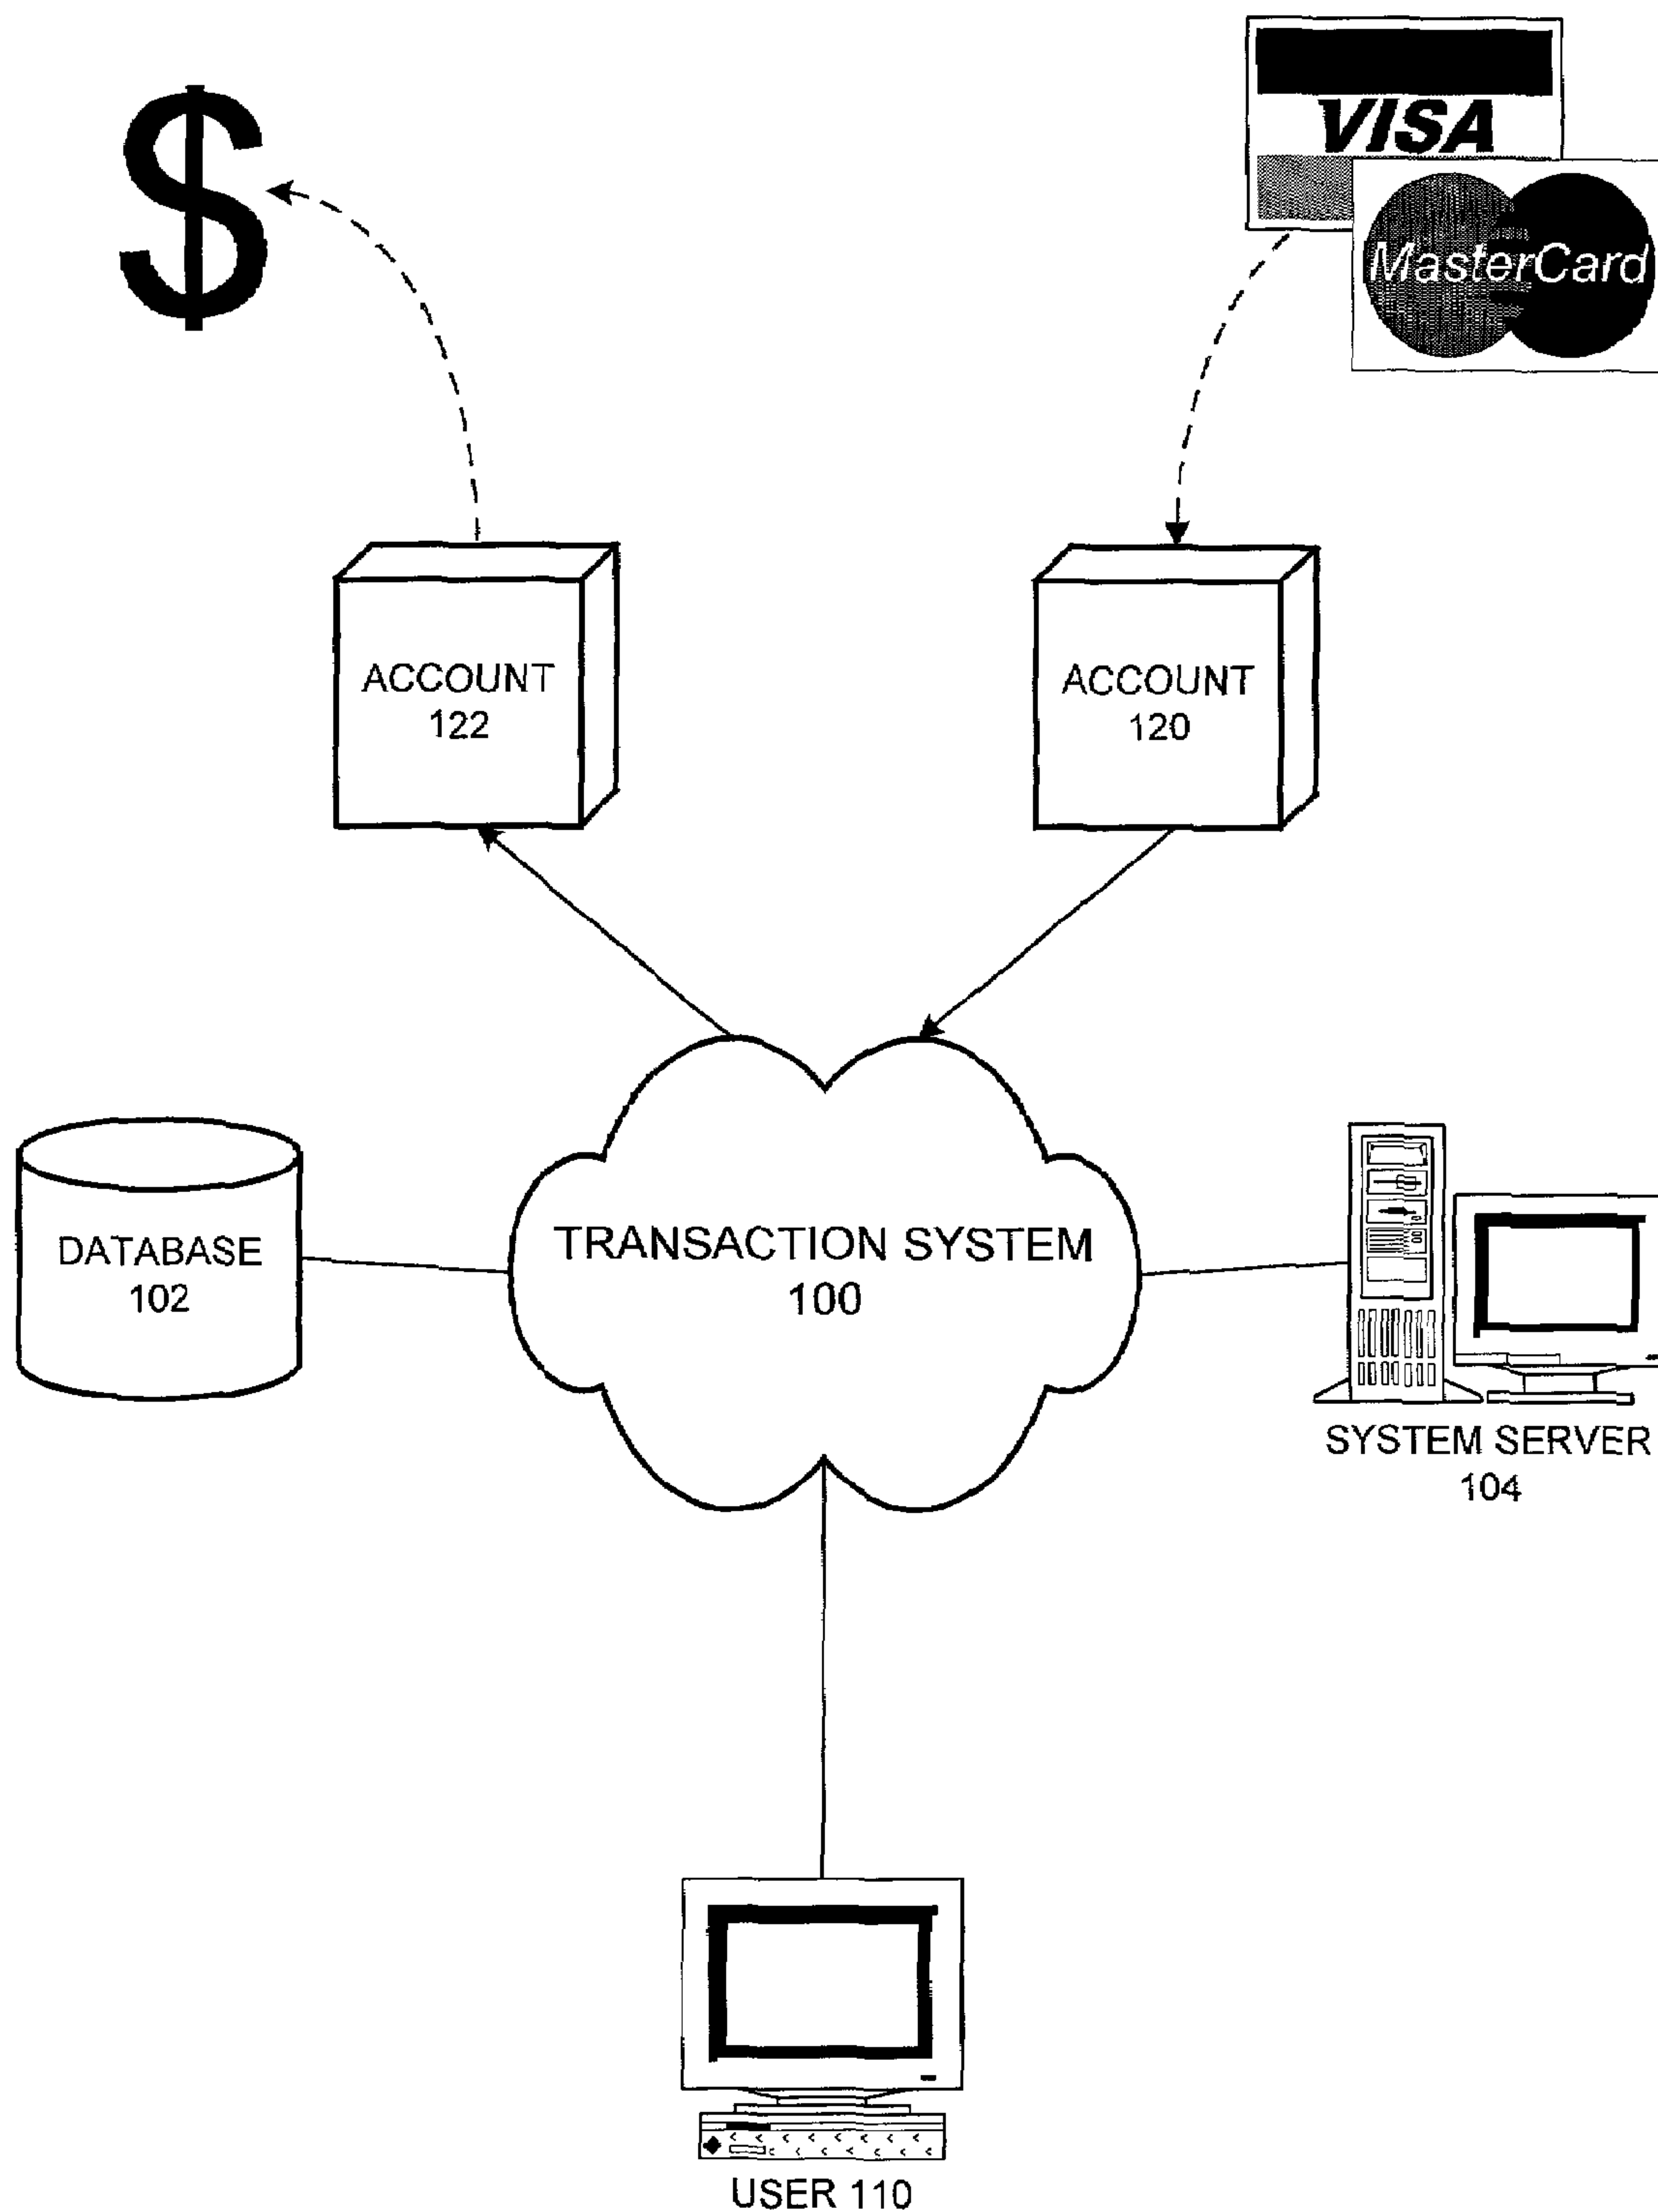 $
VISA
MasterCard
ACCOUNT
122
ACCOUNT
120
DATABASE
102
TRANSACTION SYSTEM
100
SYSTEM SERVER
104
USER 110